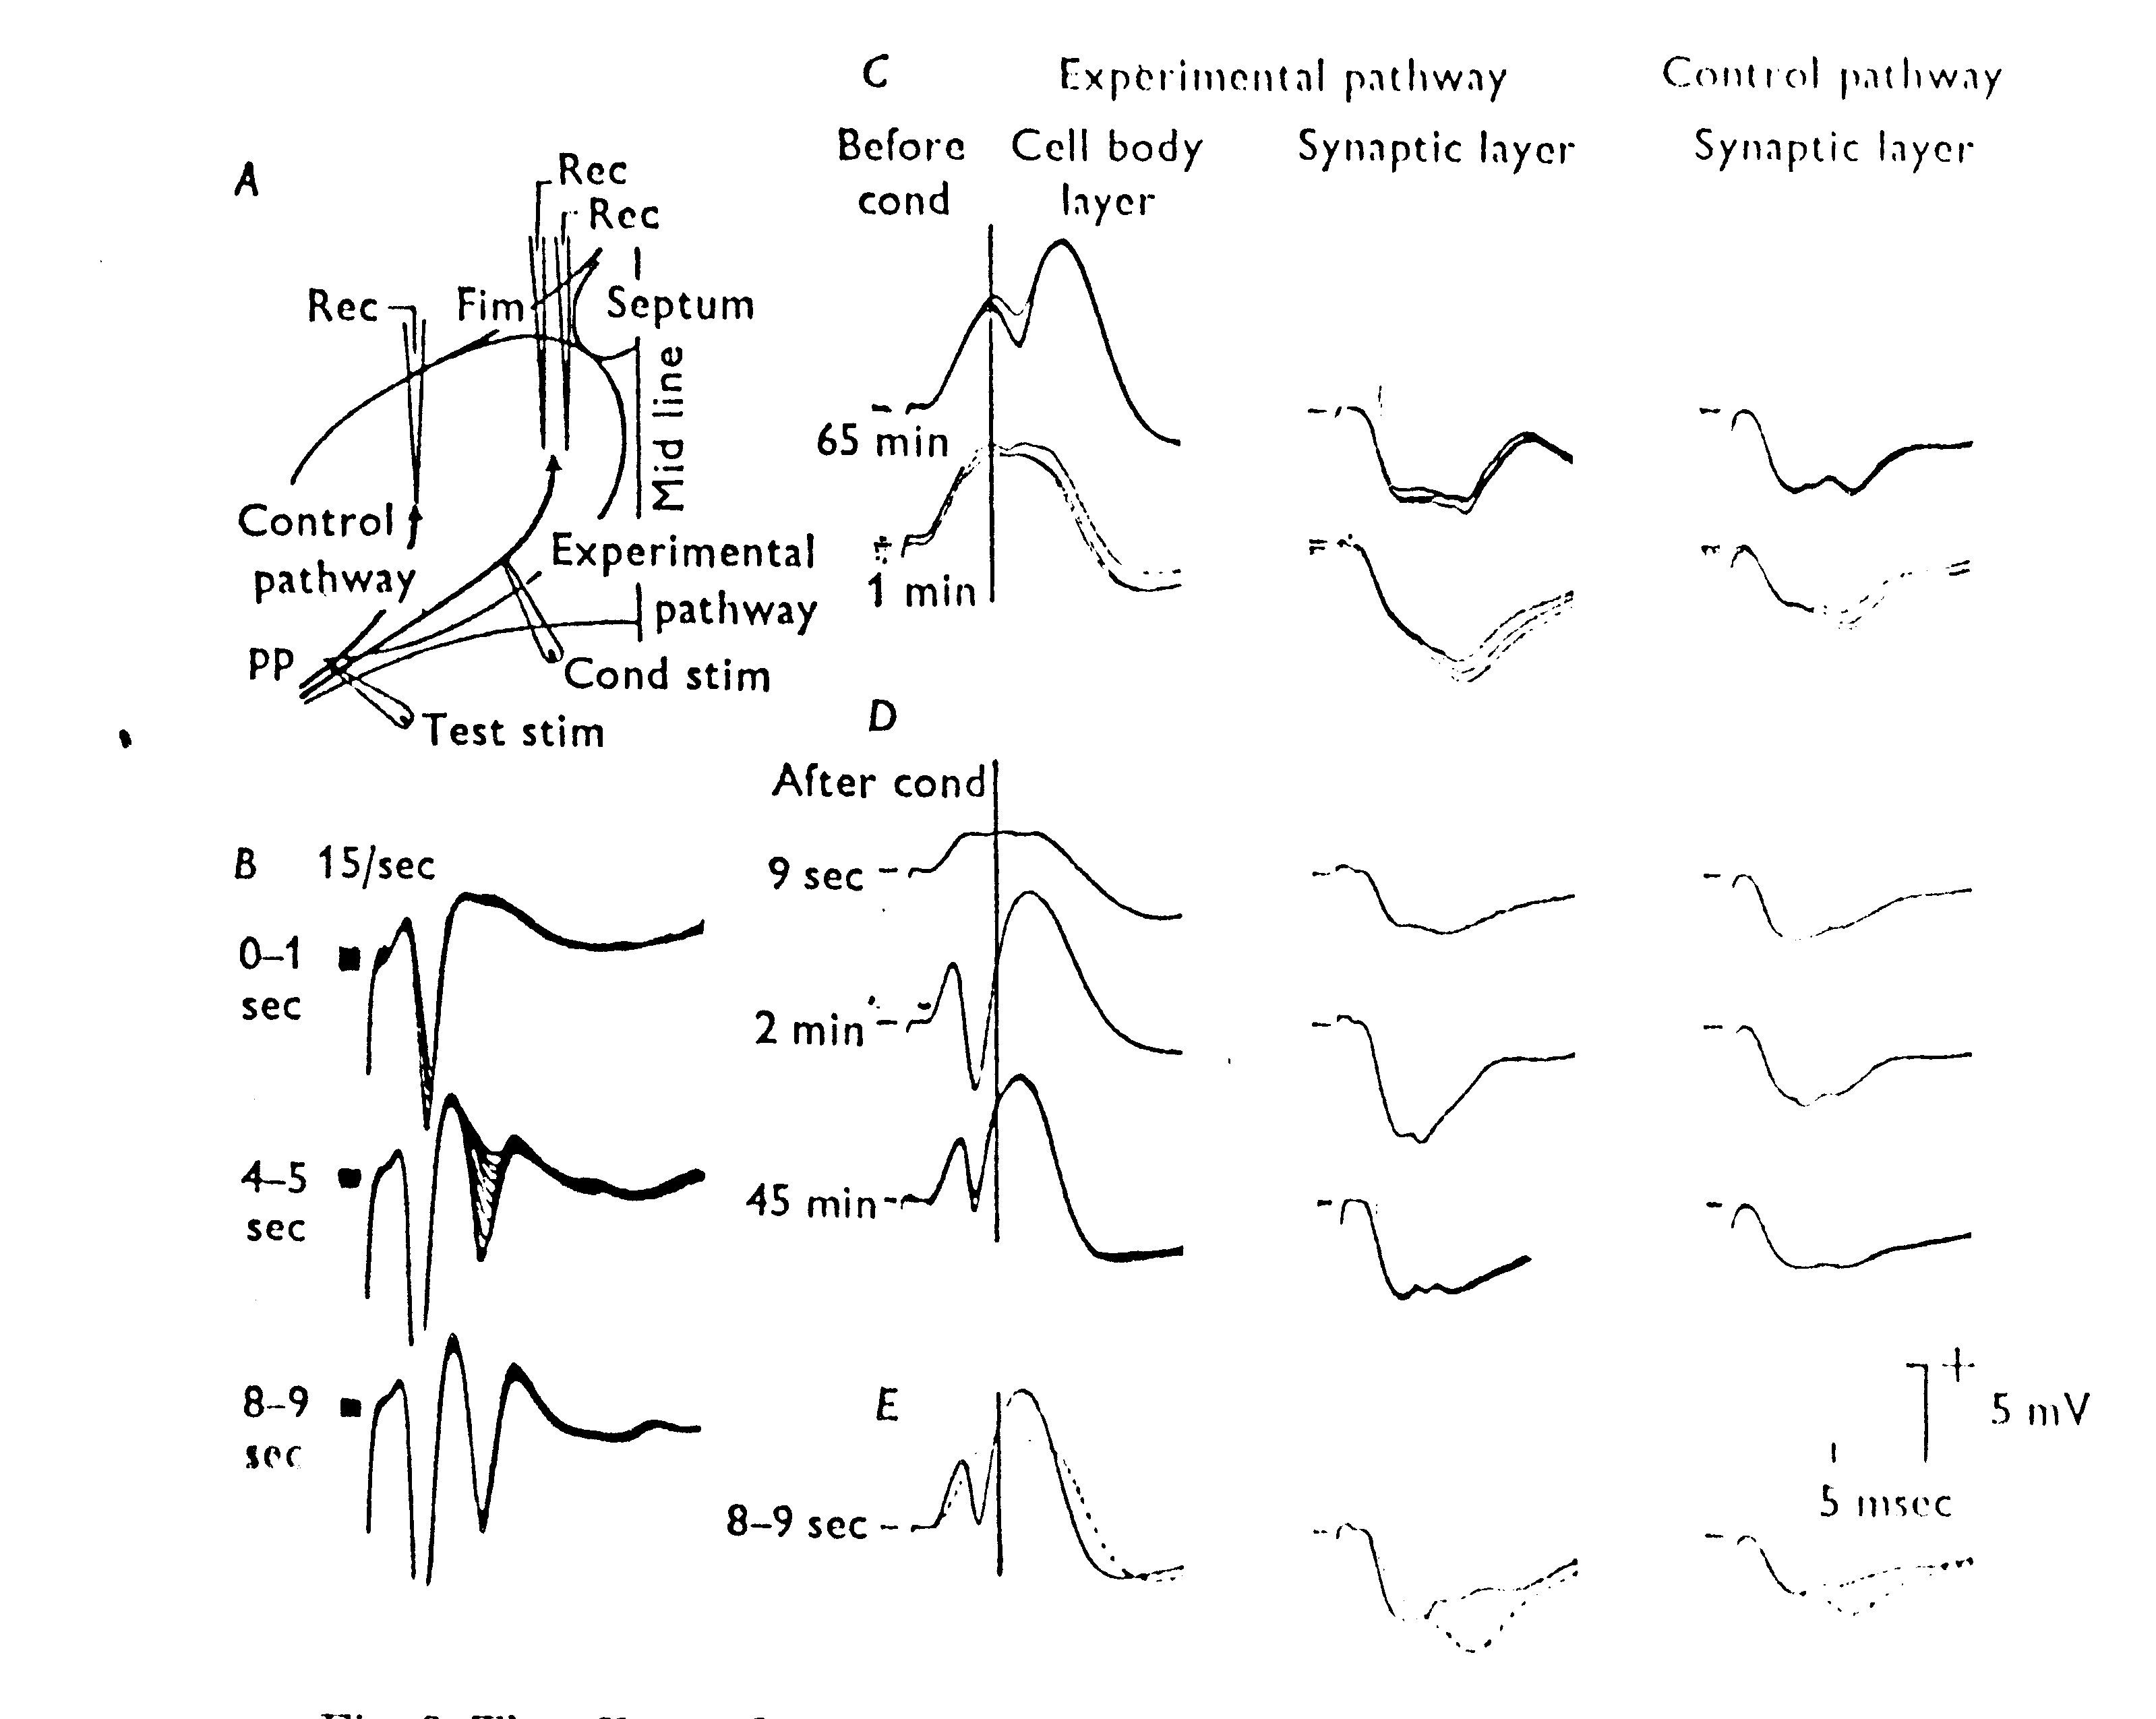 A
Rec
Rec
Rec
Fim
Septum
Mid line
Control
pathway
Experimental
pathway
PP
Cond stim
Test stim
B 15/sec
0–1
sec
4–5
sec
8–9
sec
C Experimental pathway Control pathway
Before Cell body Synaptic layer Synaptic layer
cond layer
65 min
1 min
D
After cond
9 sec
2 min
45 min
E
8–9 sec
+
5 mV
5 msec